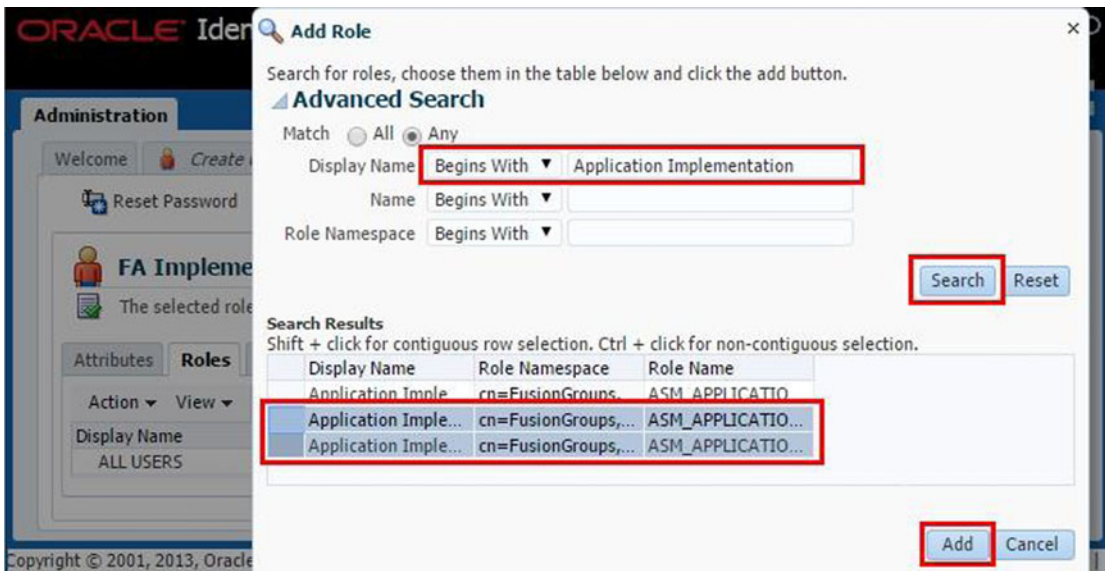 ORACLE Iden
Add Role
Search for roles, choose them in the table below and click the add button.
Advanced Search
Match All Any
Display Name Begins With Application Implementation
Name Begins With
Role Namespace Begins With
Search Reset
Search Results
Shift + click for contiguous row selection. Ctrl + click for non-contiguous selection.
Display Name Role Namespace Role Name
Application Imple cn=FusionGroups, ASM_APPLICATIO
Application Imple... cn=FusionGroups,... ASM_APPLICATIO...
Application Imple... cn=FusionGroups,... ASM_APPLICATIO...
Add Cancel
Administration
Welcome Create
Reset Password
FA Impleme
The selected role
Attributes Roles
Action View
Display Name
ALL USERS
Copyright © 2001, 2013, Oracle